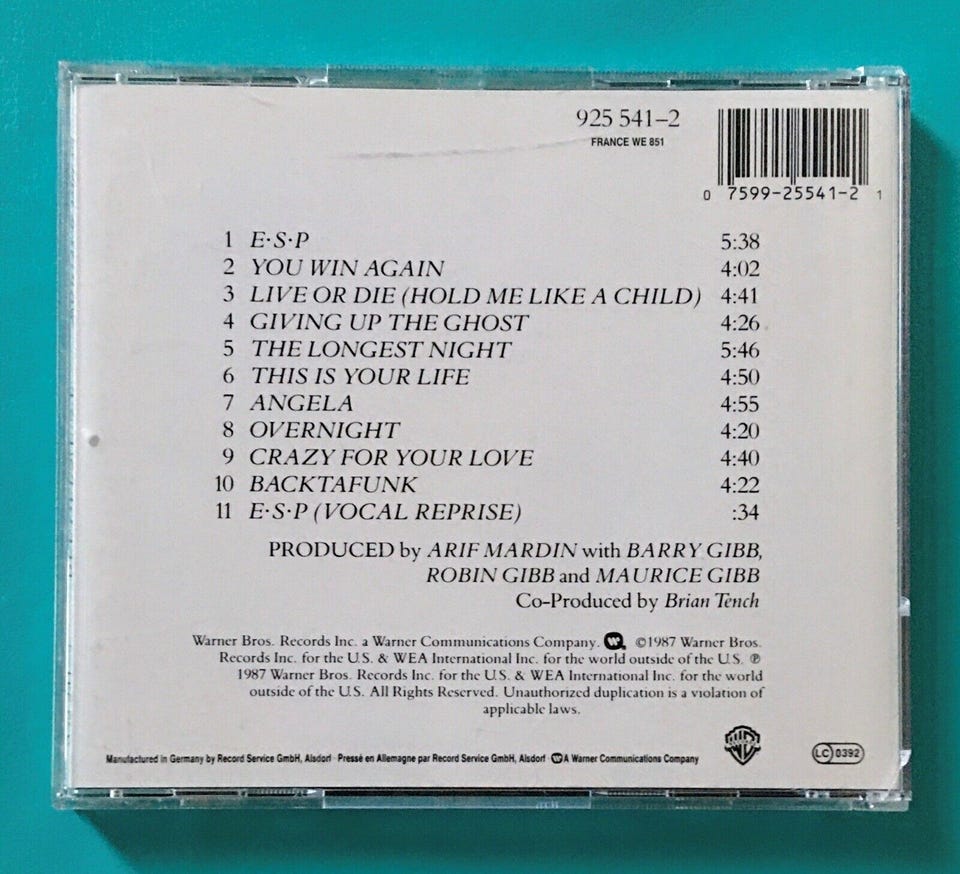 925 541–2
FRANCE WE 851
0 7599-25541-2 1
1 E·S·P 5:38
2 YOU WIN AGAIN 4:02
3 LIVE OR DIE (HOLD ME LIKE A CHILD) 4:41
4 GIVING UP THE GHOST 4:26
5 THE LONGEST NIGHT 5:46
6 THIS IS YOUR LIFE 4:50
7 ANGELA 4:55
8 OVERNIGHT 4:20
9 CRAZY FOR YOUR LOVE 4:40
10 BACKTAFUNK 4:22
11 E·S·P (VOCAL REPRISE) :34
PRODUCED by ARIF MARDIN with BARRY GIBB,
ROBIN GIBB and MAURICE GIBB
Co-Produced by Brian Tench
Warner Bros. Records Inc. a Warner Communications Company. ©1987 Warner Bros.
Records Inc. for the U.S. & WEA International Inc. for the world outside of the U.S. ℗
1987 Warner Bros. Records Inc. for the U.S. & WEA International Inc. for the world
outside of the U.S. All Rights Reserved. Unauthorized duplication is a violation of
applicable laws.
Manufactured in Germany by Record Service GmbH, Alsdorf · Pressé en Allemagne par Record Service GmbH, Alsdorf · A Warner Communications Company
LC 0392